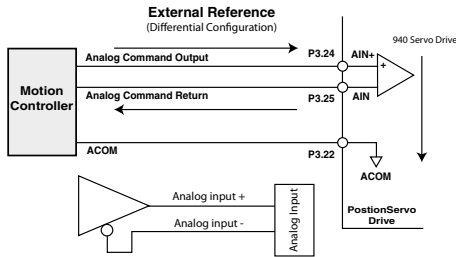 External Reference
(Differential Configuration)
940 Servo Drive
Analog Command Output
P3.24
AIN+
+
Motion
Controller
Analog Command Return
P3.25
AIN
ACOM
P3.22
ACOM
Analog input +
Analog input -
Analog Input
PostionServo
Drive